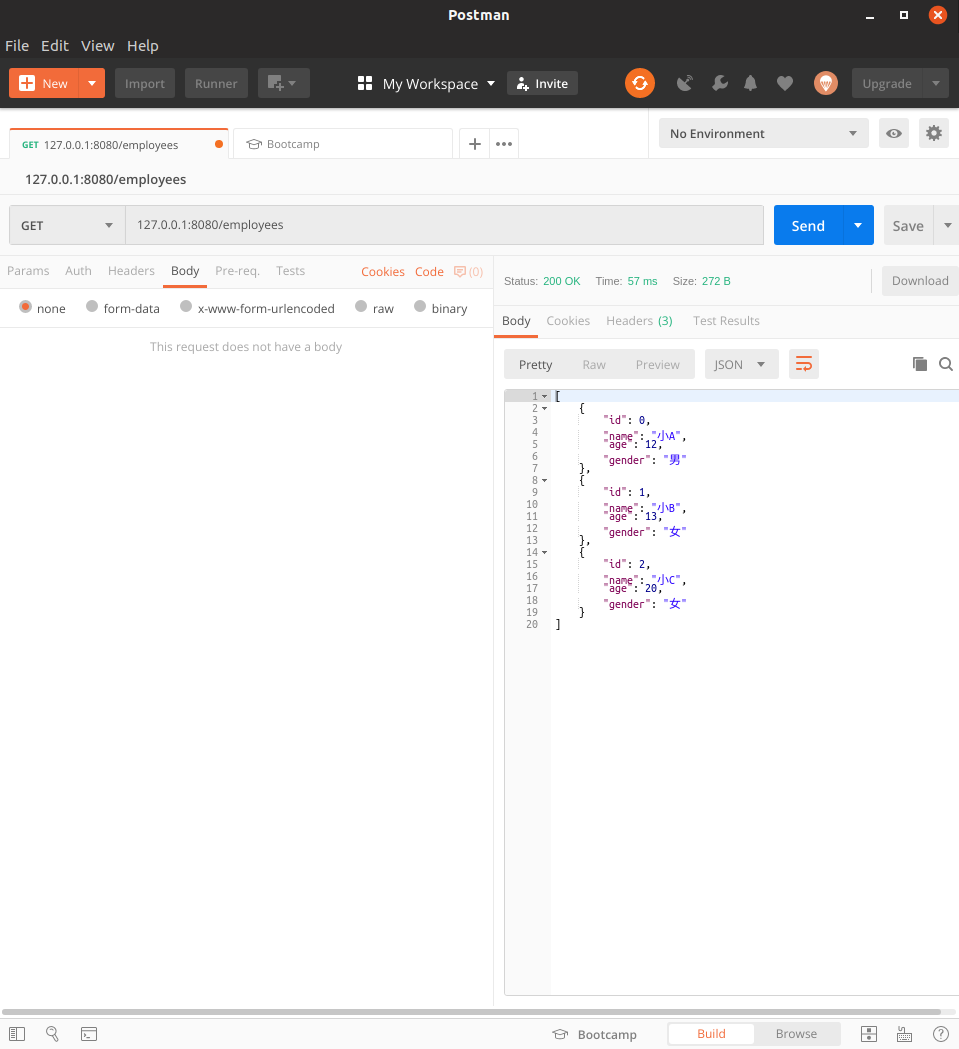 Postman
File Edit View Help
New Import Runner My Workspace Invite Upgrade
GET 127.0.0.1:8080/employees Bootcamp No Environment
127.0.0.1:8080/employees
GET 127.0.0.1:8080/employees Send Save
Params Auth Headers Body Pre-req. Tests Cookies Code (0)
none form-data x-www-form-urlencoded raw binary
This request does not have a body
Status: 200 OK Time: 57 ms Size: 272 B Download
Body Cookies Headers (3) Test Results
Pretty Raw Preview JSON
1 [
2 {
3 "id": 0,
4 "name": "小A",
5 "age": 12,
6 "gender": "男"
7 },
8 {
9 "id": 1,
10 "name": "小B",
11 "age": 13,
12 "gender": "女"
13 },
14 {
15 "id": 2,
16 "name": "小C",
17 "age": 20,
18 "gender": "女"
19 }
20 ]
Bootcamp Build Browse